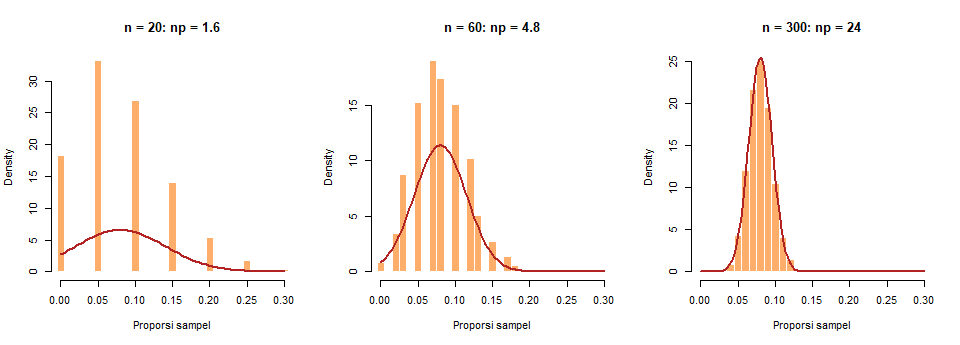 n = 20: np = 1.6
Density
0 5 10 15 20 25 30
0.00 0.05 0.10 0.15 0.20 0.25 0.30
Proporsi sampel
n = 60: np = 4.8
Density
0 5 10 15
0.00 0.05 0.10 0.15 0.20 0.25 0.30
Proporsi sampel
n = 300: np = 24
Density
0 5 10 15 20 25
0.00 0.05 0.10 0.15 0.20 0.25 0.30
Proporsi sampel